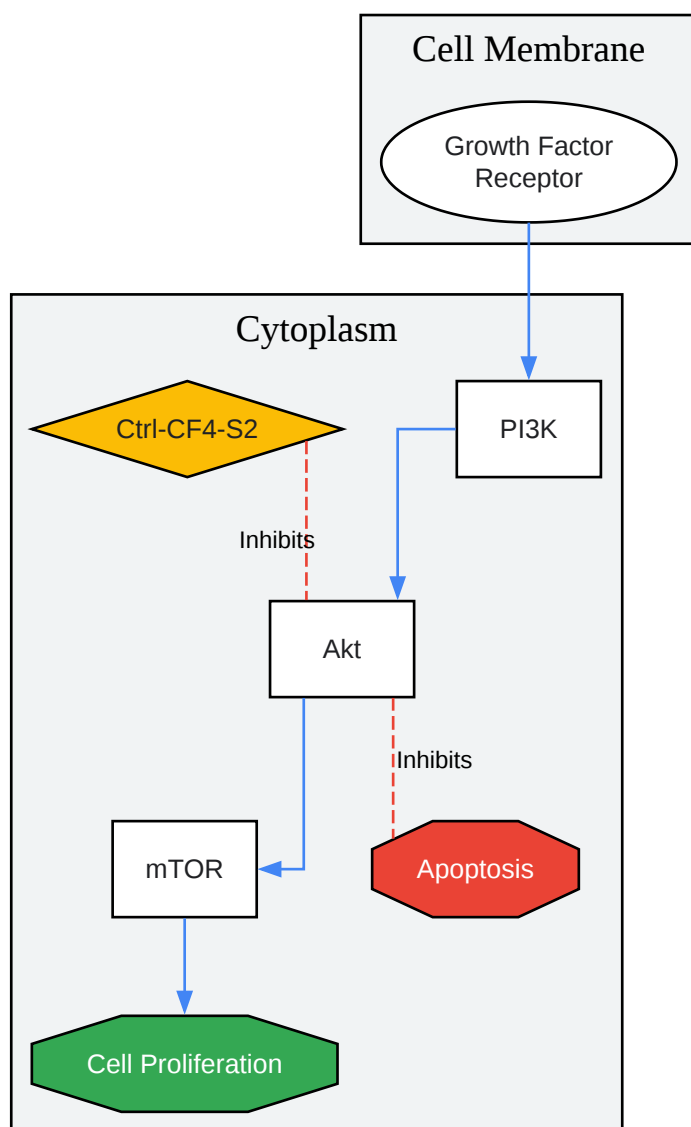 Cell Membrane
Growth Factor
Receptor
Cytoplasm
Ctrl-CF4-S2
PI3K
Inhibits
Akt
Inhibits
mTOR
Apoptosis
Cell Proliferation